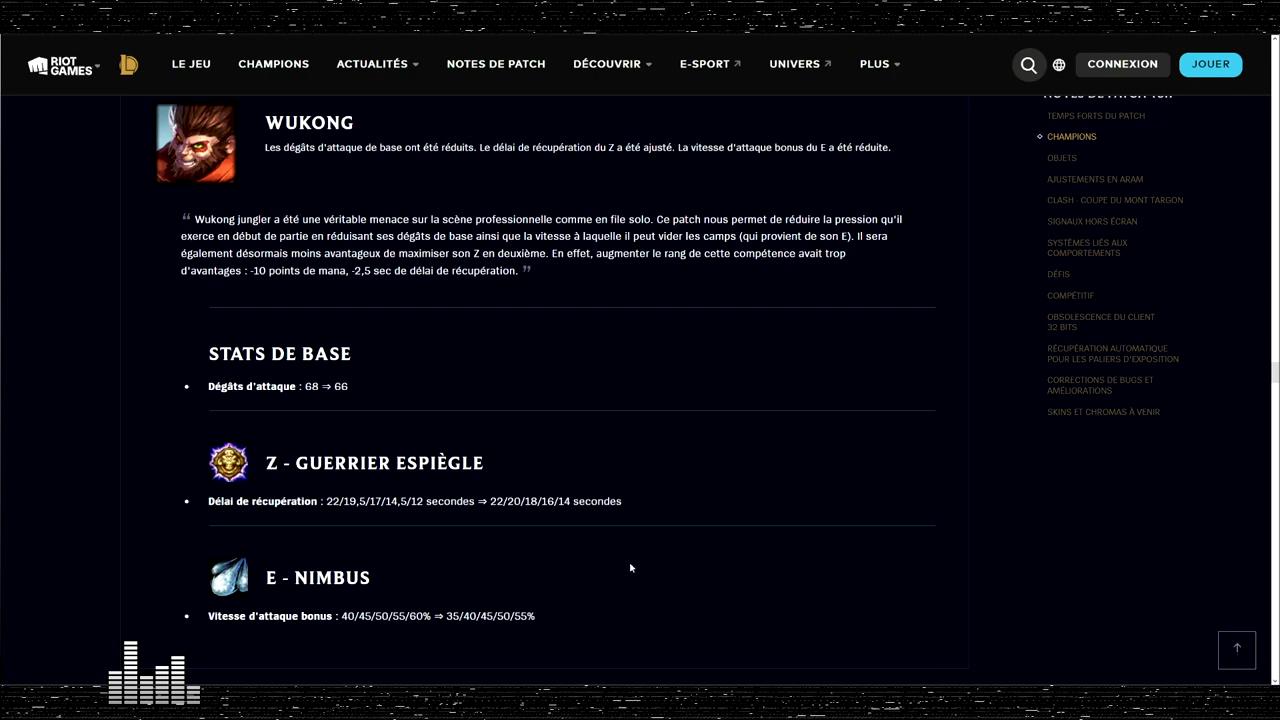 RIOT GAMES
LE JEU
CHAMPIONS
ACTUALITÉS
NOTES DE PATCH
DÉCOUVRIR
E-SPORT
UNIVERS
PLUS
CONNEXION
JOUER
WUKONG
Les dégâts d'attaque de base ont été réduits. Le délai de récupération du Z a été ajusté. La vitesse d'attaque bonus du E a été réduite.
“ Wukong jungler a été une véritable menace sur la scène professionnelle comme en file solo. Ce patch nous permet de réduire la pression qu'il
exerce en début de partie en réduisant ses dégâts de base ainsi que la vitesse à laquelle il peut vider les camps (qui provient de son E). Il sera
également désormais moins avantageux de maximiser son Z en deuxième. En effet, augmenter le rang de cette compétence avait trop
d'avantages : -10 points de mana, -2,5 sec de délai de récupération. ”
STATS DE BASE
• Dégâts d'attaque : 68 ⇒ 66
Z - GUERRIER ESPIÈGLE
• Délai de récupération : 22/19,5/17/14,5/12 secondes ⇒ 22/20/18/16/14 secondes
E - NIMBUS
• Vitesse d'attaque bonus : 40/45/50/55/60% ⇒ 35/40/45/50/55%
TEMPS FORTS DU PATCH
CHAMPIONS
OBJETS
AJUSTEMENTS EN ARAM
CLASH - COUPE DU MONT TARGON
SIGNAUX HORS ÉCRAN
SYSTÈMES LIÉS AUX
COMPORTEMENTS
DÉFIS
COMPÉTITIF
OBSOLESCENCE DU CLIENT
32 BITS
RÉCUPÉRATION AUTOMATIQUE
POUR LES PALIERS D'EXPOSITION
CORRECTIONS DE BUGS ET
AMÉLIORATIONS
SKINS ET CHROMAS À VENIR